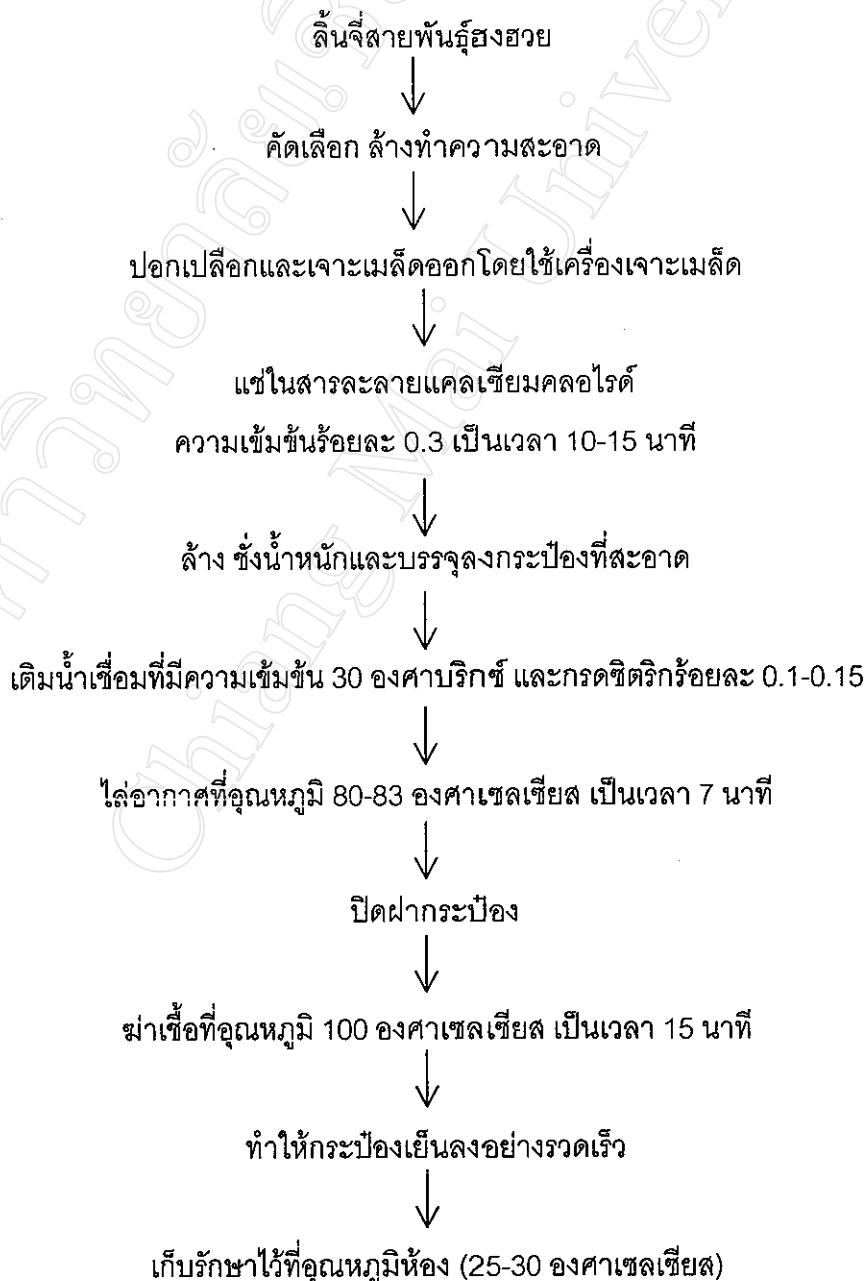 ลิ้นจี่สายพันธุ์ฮงฮวย
คัดเลือก ล้างทำความสะอาด
ปอกเปลือกและเจาะเมล็ดออกโดยใช้เครื่องเจาะเมล็ด
แช่ในสารละลายแคลเซียมคลอไรด์
ความเข้มข้นร้อยละ 0.3 เป็นเวลา 10-15 นาที
ล้าง ชั่งน้ำหนักและบรรจุลงกระป๋องที่สะอาด
เติมน้ำเชื่อมที่มีความเข้มข้น 30 องศาบริกซ์ และกรดซิตริกร้อยละ 0.1-0.15
ไล่อากาศที่อุณหภูมิ 80-83 องศาเซลเซียส เป็นเวลา 7 นาที
ปิดฝากระป๋อง
ฆ่าเชื้อที่อุณหภูมิ 100 องศาเซลเซียส เป็นเวลา 15 นาที
ทำให้กระป๋องเย็นลงอย่างรวดเร็ว
เก็บรักษาไว้ที่อุณหภูมิห้อง (25-30 องศาเซลเซียส)